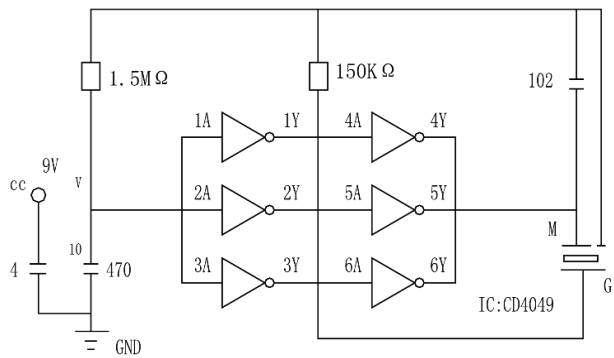 1.5MΩ
150KΩ
102
1A 1Y 4A 4Y
9V
cc
V
2A 2Y 5A 5Y
M
10
4
470
3A 3Y 6A 6Y
G
IC:CD4049
GND